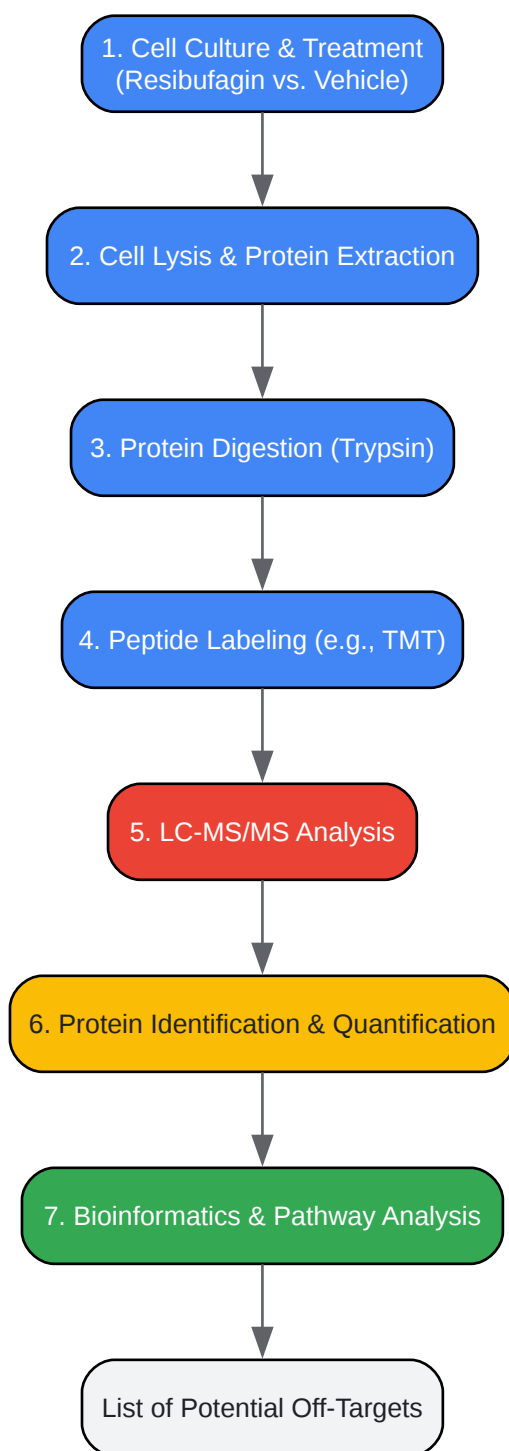 1. Cell Culture & Treatment
(Resibufagin vs. Vehicle)
2. Cell Lysis & Protein Extraction
3. Protein Digestion (Trypsin)
4. Peptide Labeling (e.g., TMT)
5. LC-MS/MS Analysis
6. Protein Identification & Quantification
7. Bioinformatics & Pathway Analysis
List of Potential Off-Targets